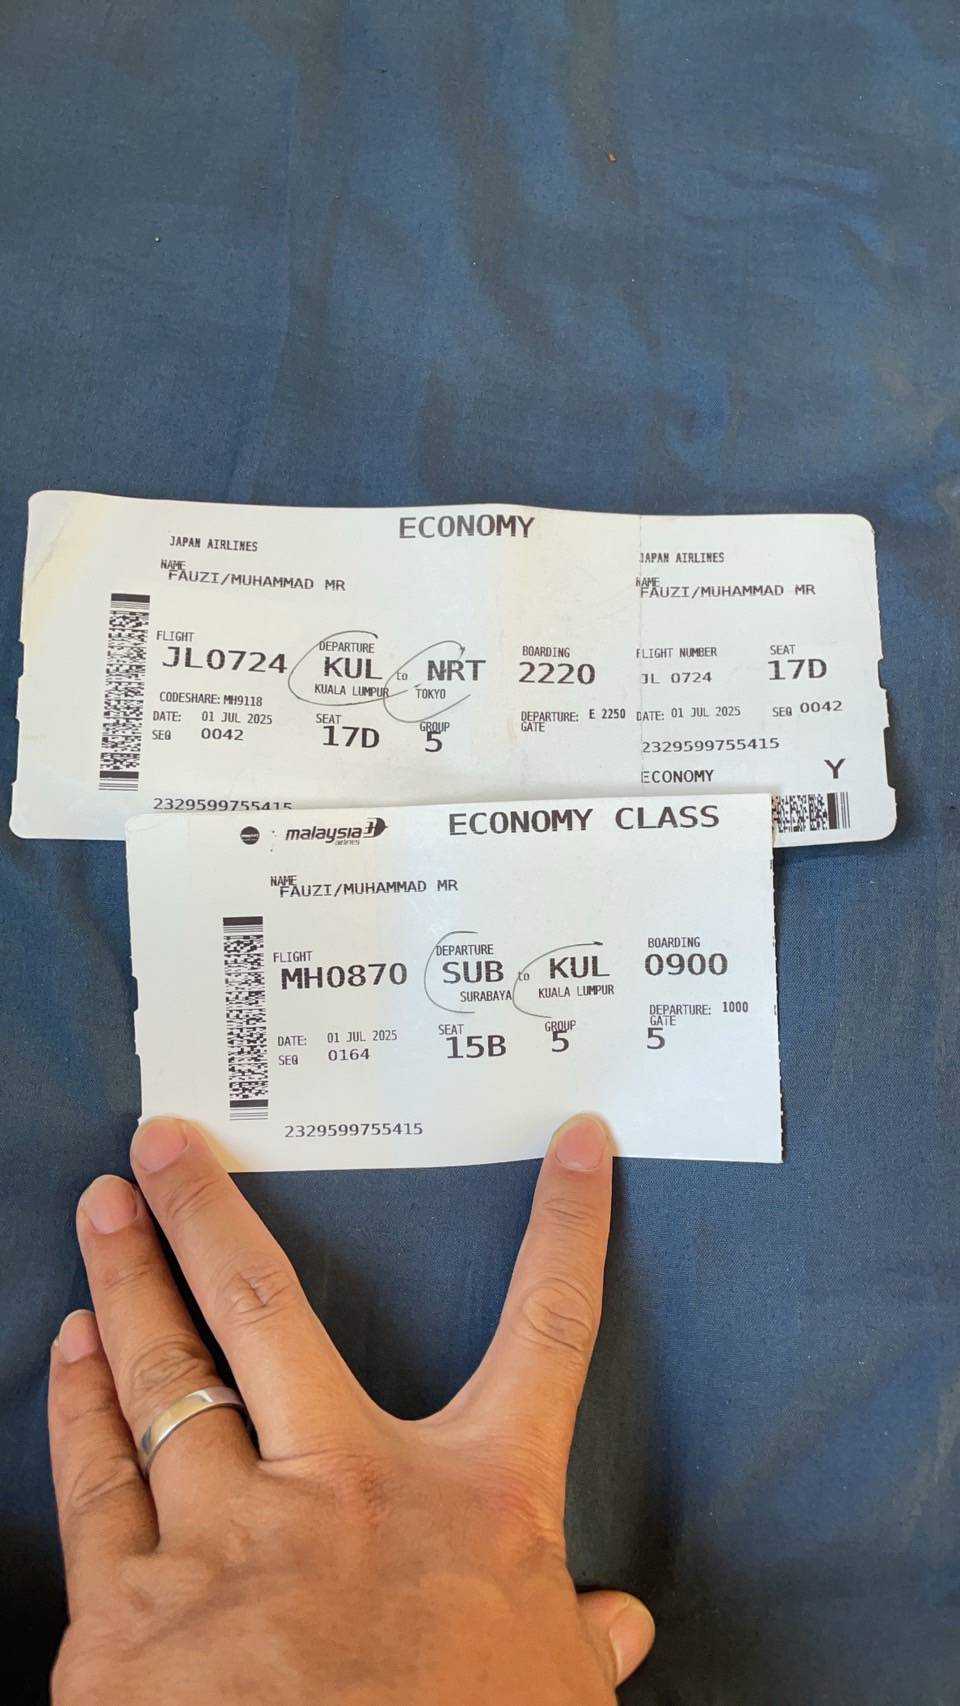 ECONOMY
JAPAN AIRLINES
NAME
FAUZI/MUHAMMAD MR
FLIGHT
JL0724
DEPARTURE
KUL to NRT
KUALA LUMPUR TOKYO
BOARDING
2220
CODESHARE: MH9118
DATE: 01 JUL 2025
SEQ 0042
SEAT
17D
GROUP
5
DEPARTURE: E 2250
GATE
2329599755415
JAPAN AIRLINES
NAME
FAUZI/MUHAMMAD MR
FLIGHT NUMBER
JL 0724
SEAT
17D
DATE: 01 JUL 2025 SEQ 0042
2329599755415
ECONOMY Y
malaysia
airlines
ECONOMY CLASS
NAME
FAUZI/MUHAMMAD MR
FLIGHT
MH0870
DEPARTURE
SUB to KUL
SURABAYA KUALA LUMPUR
BOARDING
0900
DATE: 01 JUL 2025
SEQ 0164
SEAT
15B
GROUP
5
DEPARTURE: 1000
GATE
5
2329599755415